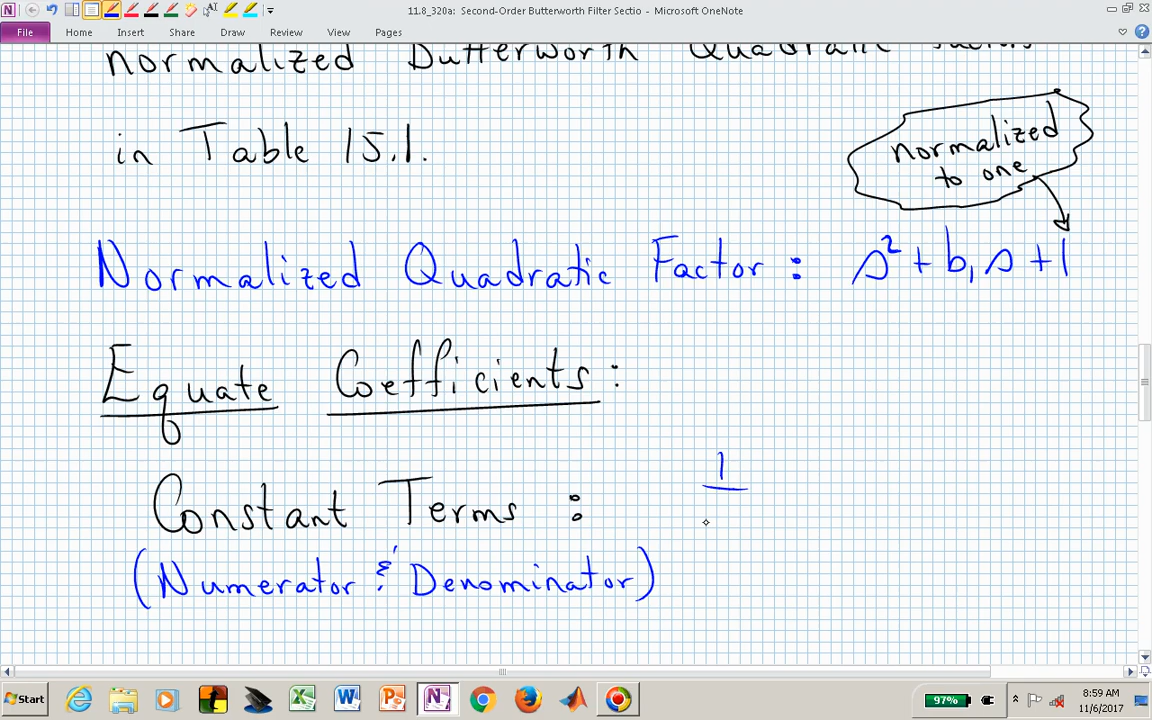 11.8_320a: Second-Order Butterworth Filter Sectio - Microsoft OneNote
File Home Insert Share Draw Review View Pages
normalized Butterworth Quadratic factors
in Table 15.1.
normalized
to one
Normalized Quadratic Factor : s² + b₁ s + 1
Equate Coefficients :
1
Constant Terms :
(Numerator & Denominator)
Start
97%
8:59 AM
11/6/2017